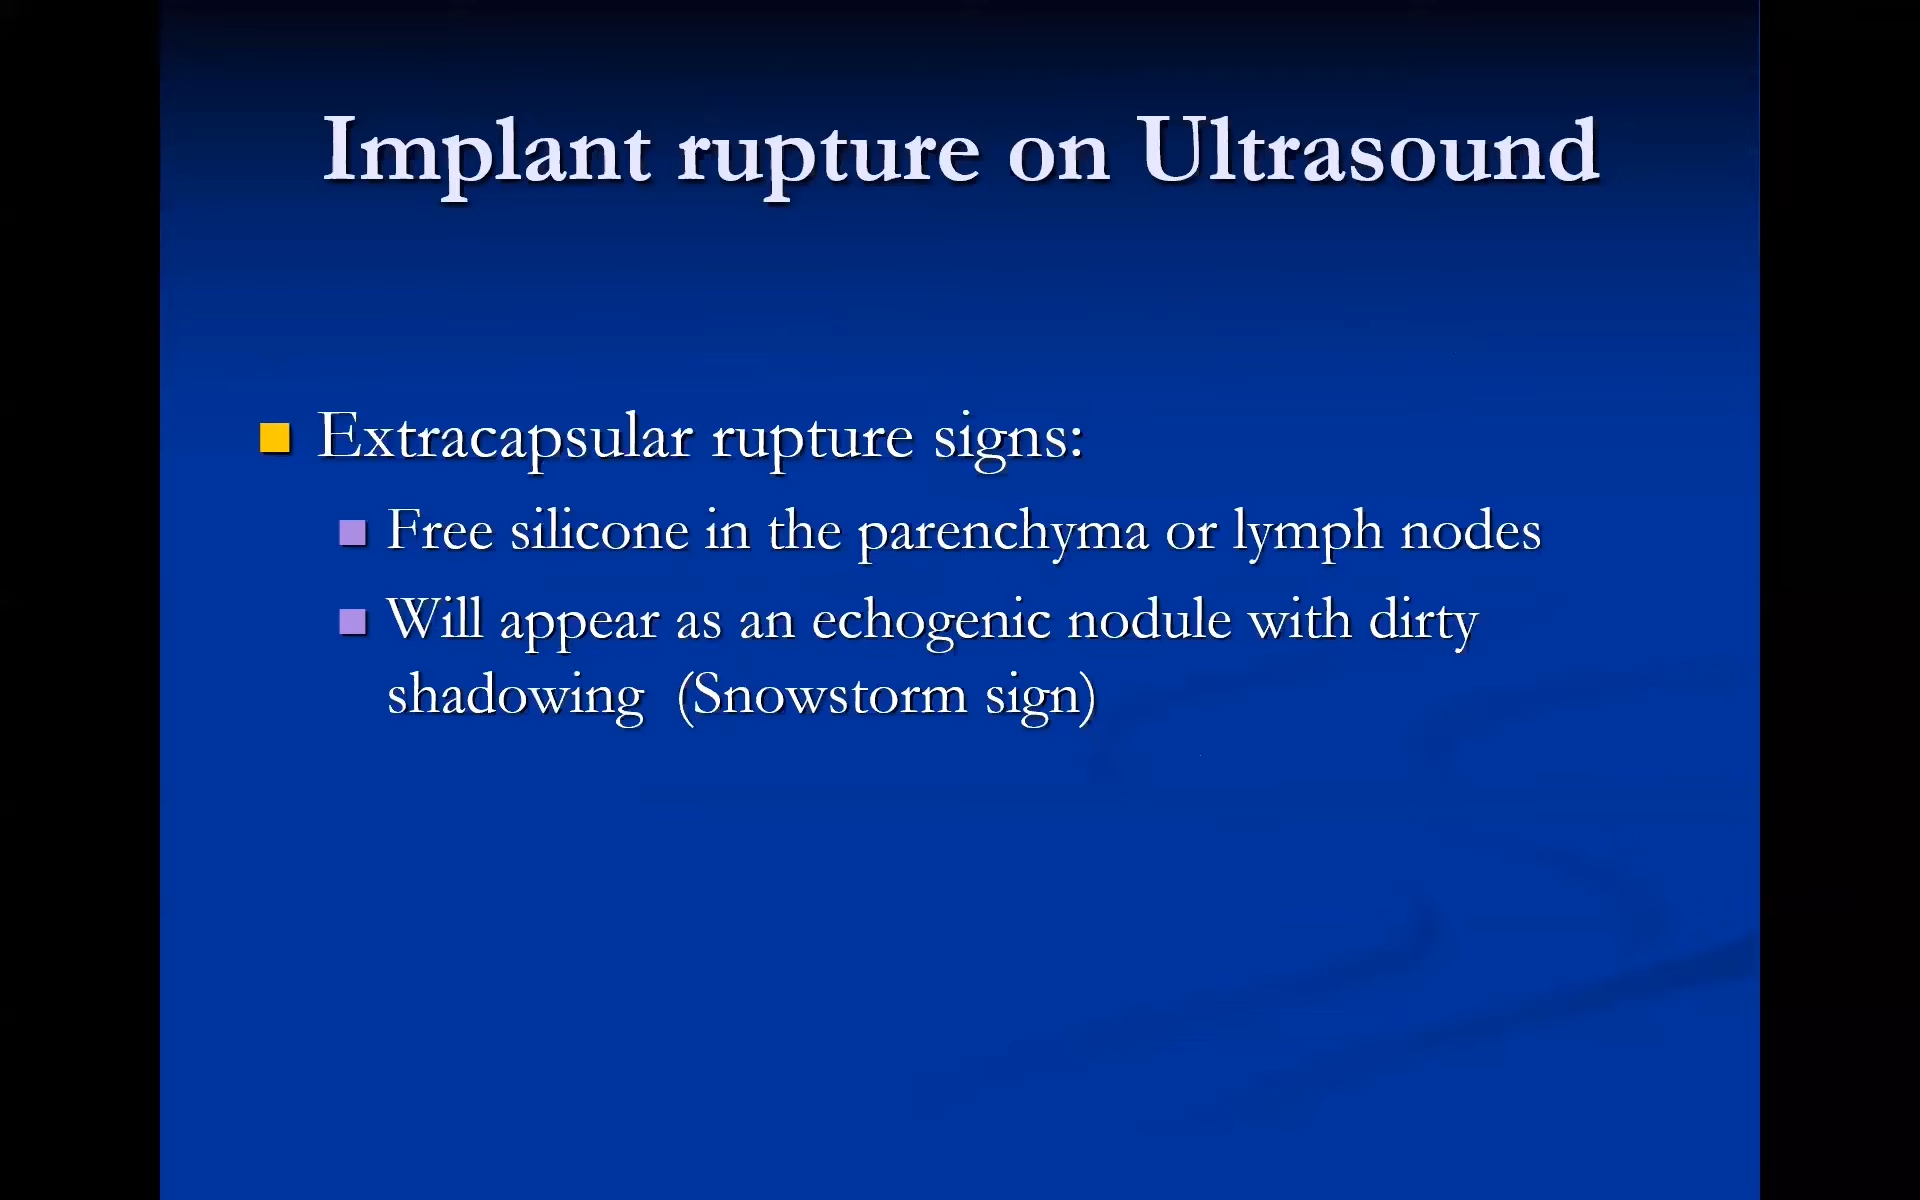 Implant rupture on Ultrasound
Extracapsular rupture signs:
Free silicone in the parenchyma or lymph nodes
Will appear as an echogenic nodule with dirty
shadowing (Snowstorm sign)